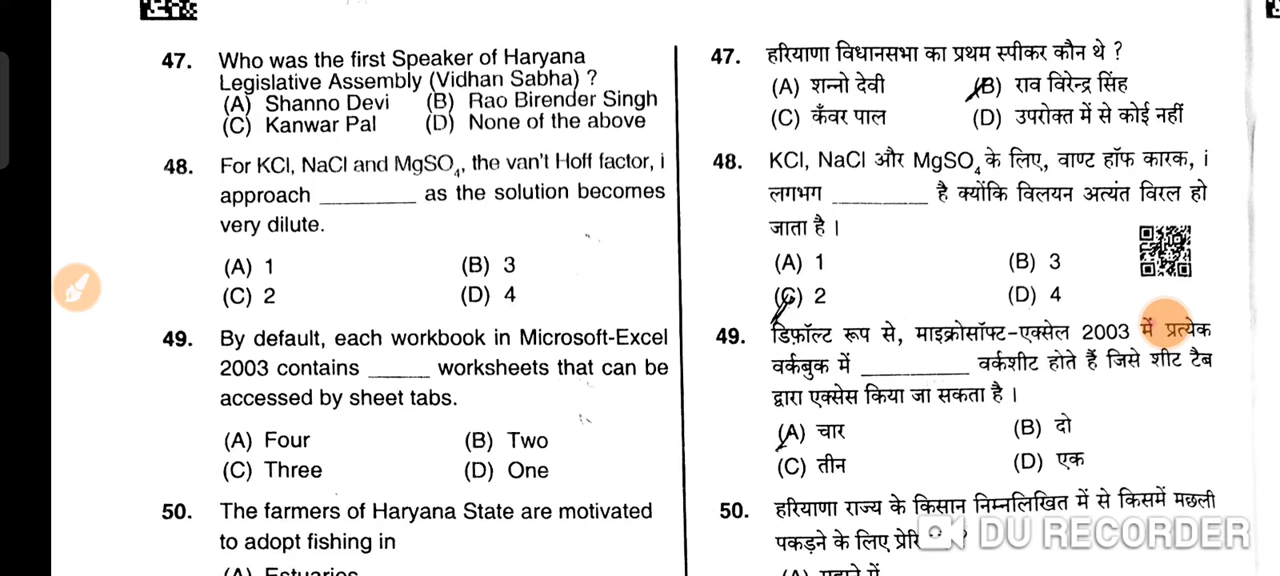 47. Who was the first Speaker of Haryana
Legislative Assembly (Vidhan Sabha) ?
(A) Shanno Devi (B) Rao Birender Singh
(C) Kanwar Pal (D) None of the above
48. For KCl, NaCl and MgSO₄, the van't Hoff factor, i
approach ________ as the solution becomes
very dilute.
(A) 1 (B) 3
(C) 2 (D) 4
49. By default, each workbook in Microsoft-Excel
2003 contains _____ worksheets that can be
accessed by sheet tabs.
(A) Four (B) Two
(C) Three (D) One
50. The farmers of Haryana State are motivated
to adopt fishing in
(A) Estuaries
47. हरियाणा विधानसभा का प्रथम स्पीकर कौन थे ?
(A) शन्नो देवी (B) राव विरेन्द्र सिंह
(C) कँवर पाल (D) उपरोक्त में से कोई नहीं
48. KCl, NaCl और MgSO₄ के लिए, वाण्ट हॉफ कारक, i
लगभग ________ है क्योंकि विलयन अत्यंत विरल हो
जाता है ।
(A) 1 (B) 3
(C) 2 (D) 4
49. डिफ़ॉल्ट रूप से, माइक्रोसॉफ्ट-एक्सेल 2003 में प्रत्येक
वर्कबुक में _________ वर्कशीट होते हैं जिसे शीट टैब
द्वारा एक्सेस किया जा सकता है ।
(A) चार (B) दो
(C) तीन (D) एक
50. हरियाणा राज्य के किसान निम्नलिखित में से किसमें मछली
पकड़ने के लिए
(A)
DU RECORDER